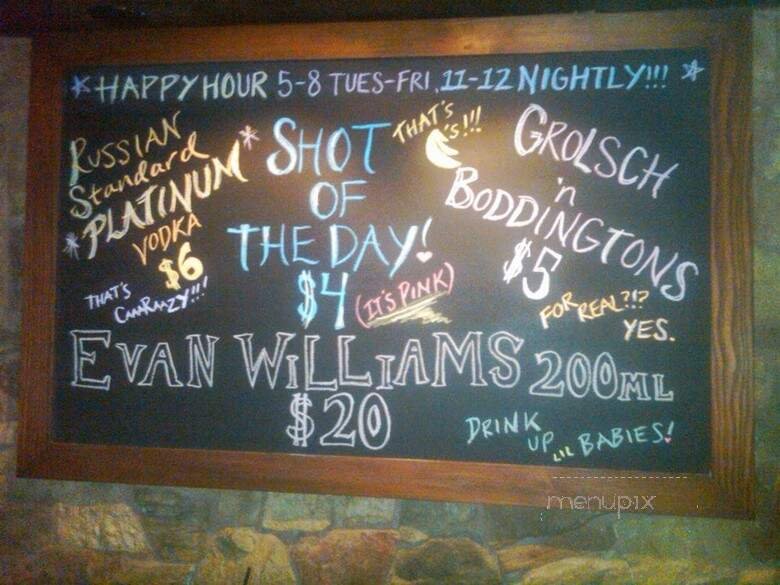 *HAPPY HOUR 5-8 TUES-FRI, 11-12 NIGHTLY!!! *
RUSSIAN
Standard
*PLATINUM*
VODKA
$6
THAT'S
CAAARAAZY!!!
SHOT
OF
THE DAY!
$4 (IT'S PINK)
THAT'S
'S!!!
GROLSCH
'n
BODDINGTONS
$5
FOR REAL?!?
YES.
EVAN WILLIAMS 200ML
$20
DRINK
UP
LIL BABIES!
menupix